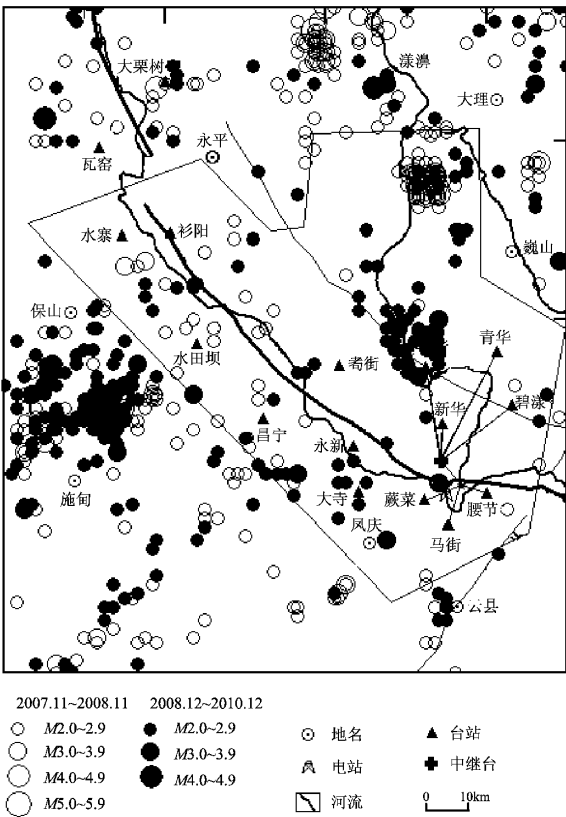 大栗树
漾濞
大理
瓦窑
永平
水寨
杉阳
巍山
保山
水田坝
耈街
青华
新华
碧漾
昌宁
永新
施甸
大寺
蕨菜
腰节
凤庆
马街
云县
2007.11~2008.11
2008.12~2010.12
M2.0~2.9
M2.0~2.9
地名
台站
M3.0~3.9
M3.0~3.9
电站
中继台
M4.0~4.9
M4.0~4.9
M5.0~5.9
河流
0 10km